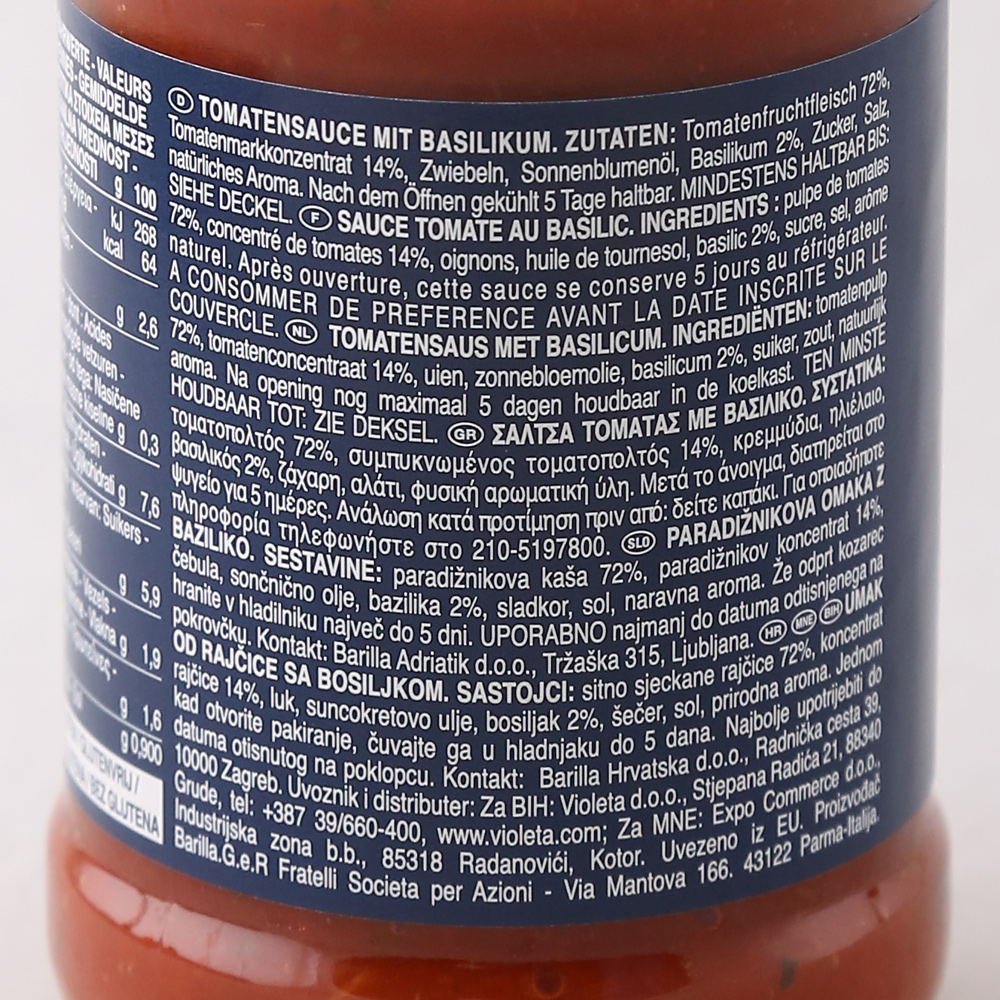 WERTE - VALEURS
GEMIDDELDE
ΣΤΟΙΧΕΙΑ ΜΕΣΕΣ
VREDNOST -
g 100
Ενέργεια - kJ 268
kcal 64
g 2,6
Acides
vetzuren -
Nasičene
kiseline g 0,3
g 7,6
Suikers -
g 5,9
Vezels -
Vlakna g 1,9
g 1,6
g 0,900
GLUTENVRIJ /
BEZ GLUTENA
D TOMATENSAUCE MIT BASILIKUM. ZUTATEN: Tomatenfruchtfleisch 72%,
Tomatenmarkkonzentrat 14%, Zwiebeln, Sonnenblumenöl, Basilikum 2%, Zucker, Salz,
natürliches Aroma. Nach dem Öffnen gekühlt 5 Tage haltbar. MINDESTENS HALTBAR BIS:
SIEHE DECKEL. F SAUCE TOMATE AU BASILIC. INGREDIENTS : pulpe de tomates
72%, concentré de tomates 14%, oignons, huile de tournesol, basilic 2%, sucre, sel, arôme
naturel. Après ouverture, cette sauce se conserve 5 jours au réfrigérateur.
A CONSOMMER DE PREFERENCE AVANT LA DATE INSCRITE SUR LE
COUVERCLE. NL TOMATENSAUS MET BASILICUM. INGREDIËNTEN: tomatenpulp
72%, tomatenconcentraat 14%, uien, zonnebloemolie, basilicum 2%, suiker, zout, natuurlijk
aroma. Na opening nog maximaal 5 dagen houdbaar in de koelkast. TEN MINSTE
HOUDBAAR TOT: ZIE DEKSEL. GR ΣΑΛΤΣΑ ΤΟΜΑΤΑΣ ΜΕ ΒΑΣΙΛΙΚΟ. ΣΥΣΤΑΤΙΚΑ:
τοματοπολτός 72%, συμπυκνωμένος τοματοπολτός 14%, κρεμμύδια, ηλιέλαιο,
βασιλικός 2%, ζάχαρη, αλάτι, φυσική αρωματική ύλη. Μετά το άνοιγμα, διατηρείται στο
ψυγείο για 5 ημέρες. Ανάλωση κατά προτίμηση πριν από: δείτε καπάκι. Για οποιαδήποτε
πληροφορία τηλεφωνήστε στο 210-5197800. SLO PARADIŽNIKOVA OMAKA Z
BAZILIKO. SESTAVINE: paradižnikova kaša 72%, paradižnikov koncentrat 14%,
čebula, sončnično olje, bazilika 2%, sladkor, sol, naravna aroma. Že odprt kozarec
hranite v hladilniku največ do 5 dni. UPORABNO najmanj do datuma odtisnjenega na
pokrovčku. Kontakt: Barilla Adriatik d.o.o., Tržaška 315, Ljubljana. HR MNE BIH UMAK
OD RAJČICE SA BOSILJKOM. SASTOJCI: sitno sjeckane rajčice 72%, koncentrat
rajčice 14%, luk, suncokretovo ulje, bosiljak 2%, šečer, sol, prirodna aroma. Jednom
kad otvorite pakiranje, čuvajte ga u hladnjaku do 5 dana. Najbolje upotrijebiti do
datuma otisnutog na poklopcu. Kontakt: Barilla Hrvatska d.o.o., Radnička cesta 39,
10000 Zagreb. Uvoznik i distributer: Za BIH: Violeta d.o.o., Stjepana Radića 21, 88340
Grude, tel: +387 39/660-400, www.violeta.com; Za MNE: Expo Commerce d.o.o.,
Industrijska zona b.b., 85318 Radanovići, Kotor. Uvezeno iz EU. Proizvođač
Barilla.G.e.R Fratelli Societa per Azioni - Via Mantova 166. 43122 Parma-Italija.